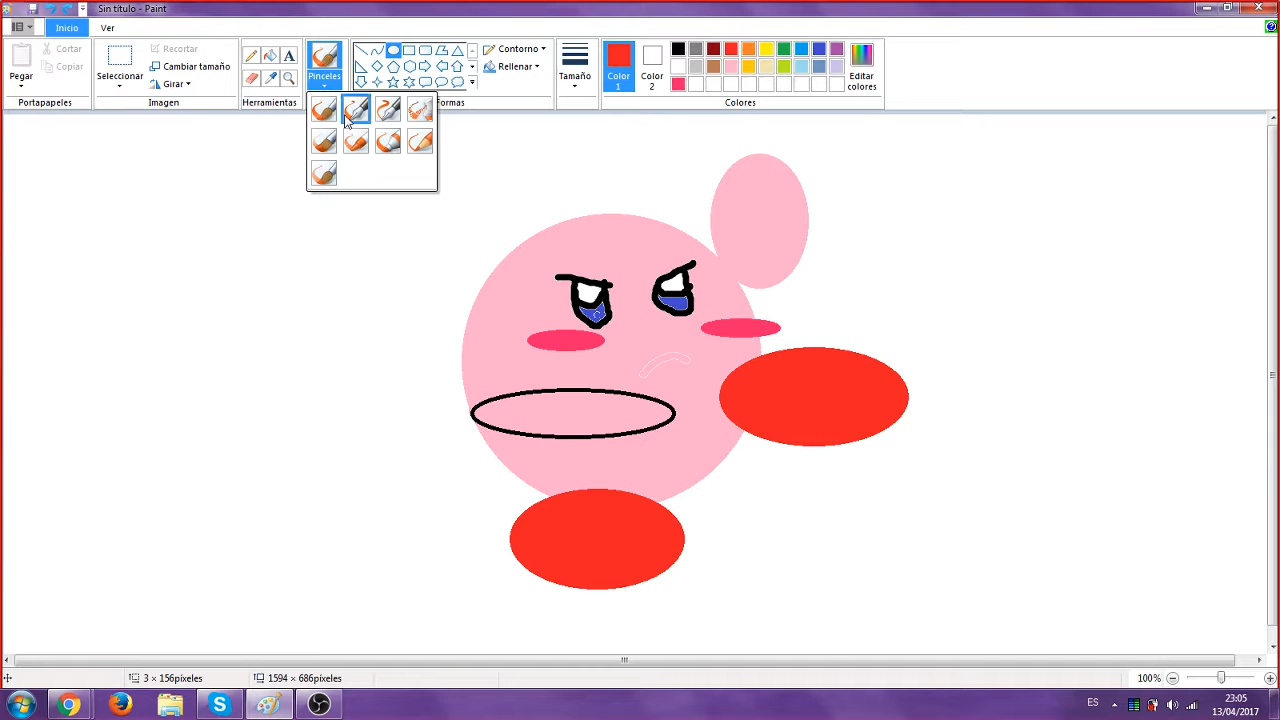 Sin título - Paint
Inicio
Ver
Pegar
Cortar
Copiar
Portapapeles
Seleccionar
Recortar
Cambiar tamaño
Girar
Imagen
A
Herramientas
Pinceles
Contorno
Rellenar
Formas
Tamaño
Color
1
Color
2
Editar
colores
Colores
3 × 156píxeles
1594 × 686píxeles
100%
ES
23:05
13/04/2017